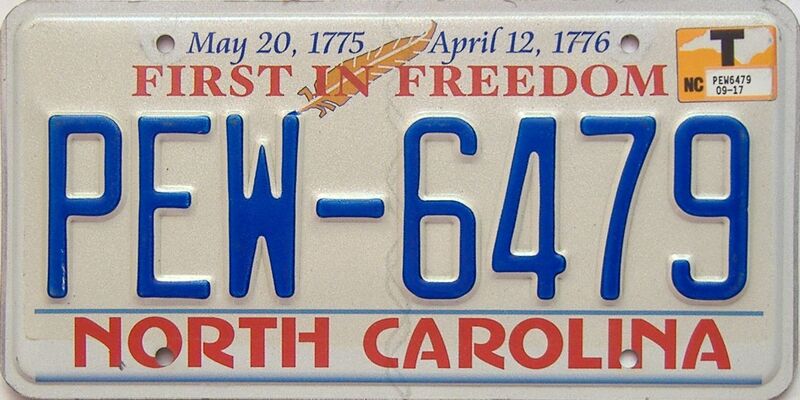 May 20, 1775 April 12, 1776
FIRST IN FREEDOM
T
NC PEW6479
09-17
PEW-6479
NORTH CAROLINA